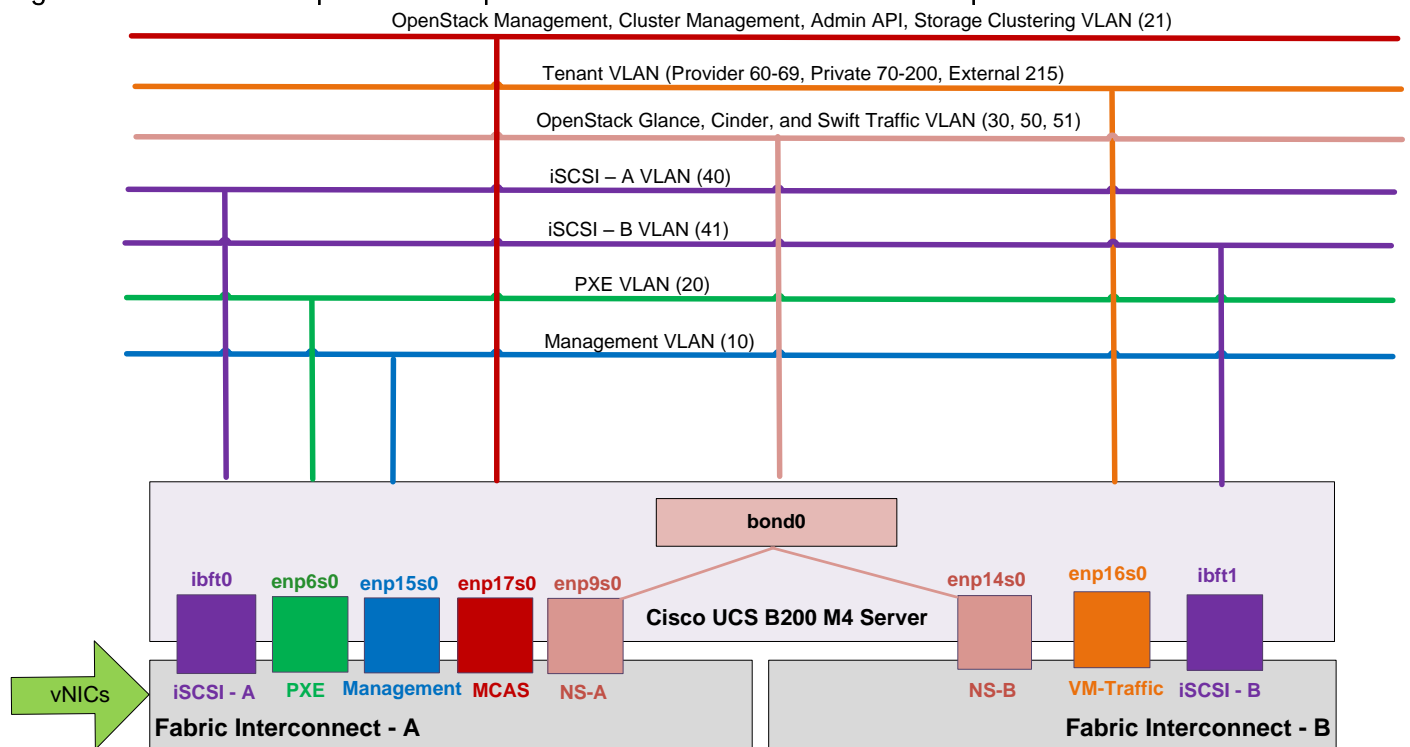 OpenStack Management, Cluster Management, Admin API, Storage Clustering VLAN (21)
Tenant VLAN (Provider 60-69, Private 70-200, External 215)
OpenStack Glance, Cinder, and Swift Traffic VLAN (30, 50, 51)
iSCSI – A VLAN (40)
iSCSI – B VLAN (41)
PXE VLAN (20)
Management VLAN (10)
bond0
ibft0 enp6s0 enp15s0 enp17s0 enp9s0 enp14s0 enp16s0 ibft1
Cisco UCS B200 M4 Server
vNICs
iSCSI - A PXE Management MCAS NS-A NS-B VM-Traffic iSCSI - B
Fabric Interconnect - A
Fabric Interconnect - B